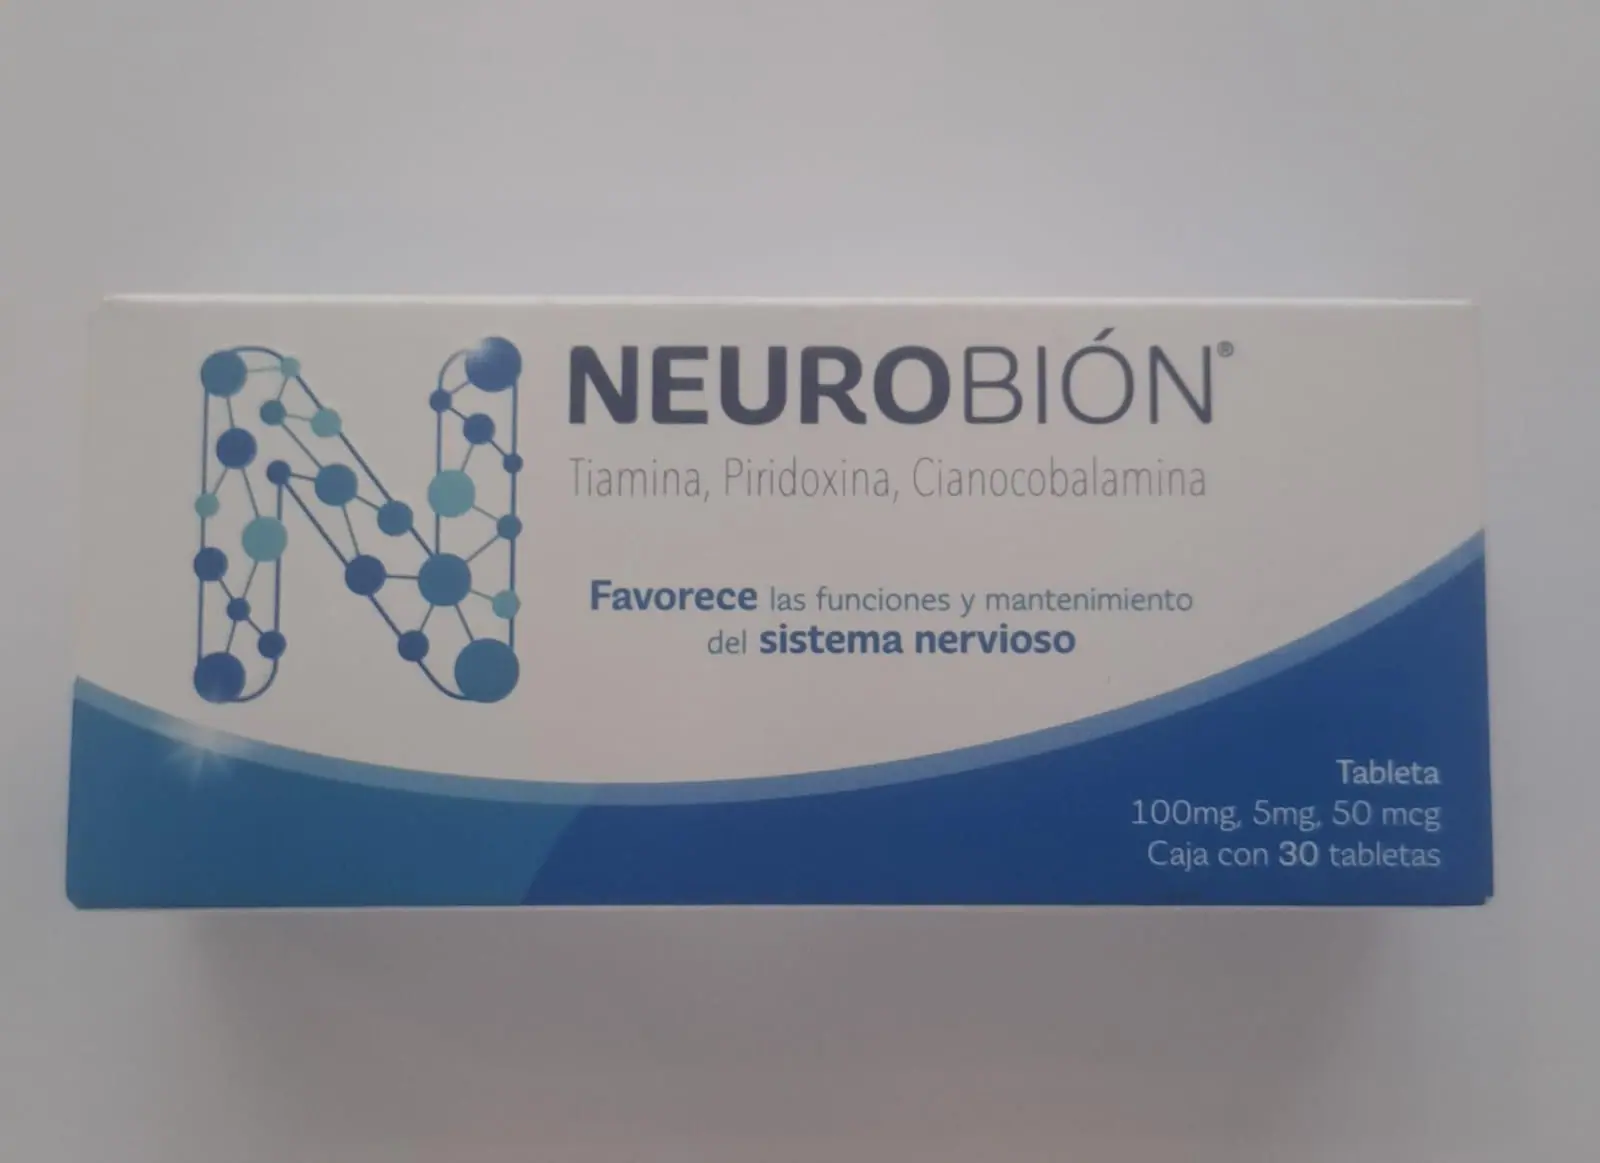 NEUROBIÓN®
Tiamina, Piridoxina, Cianocobalamina
Favorece las funciones y mantenimiento
del sistema nervioso
Tableta
100mg, 5mg, 50 mcg
Caja con 30 tabletas